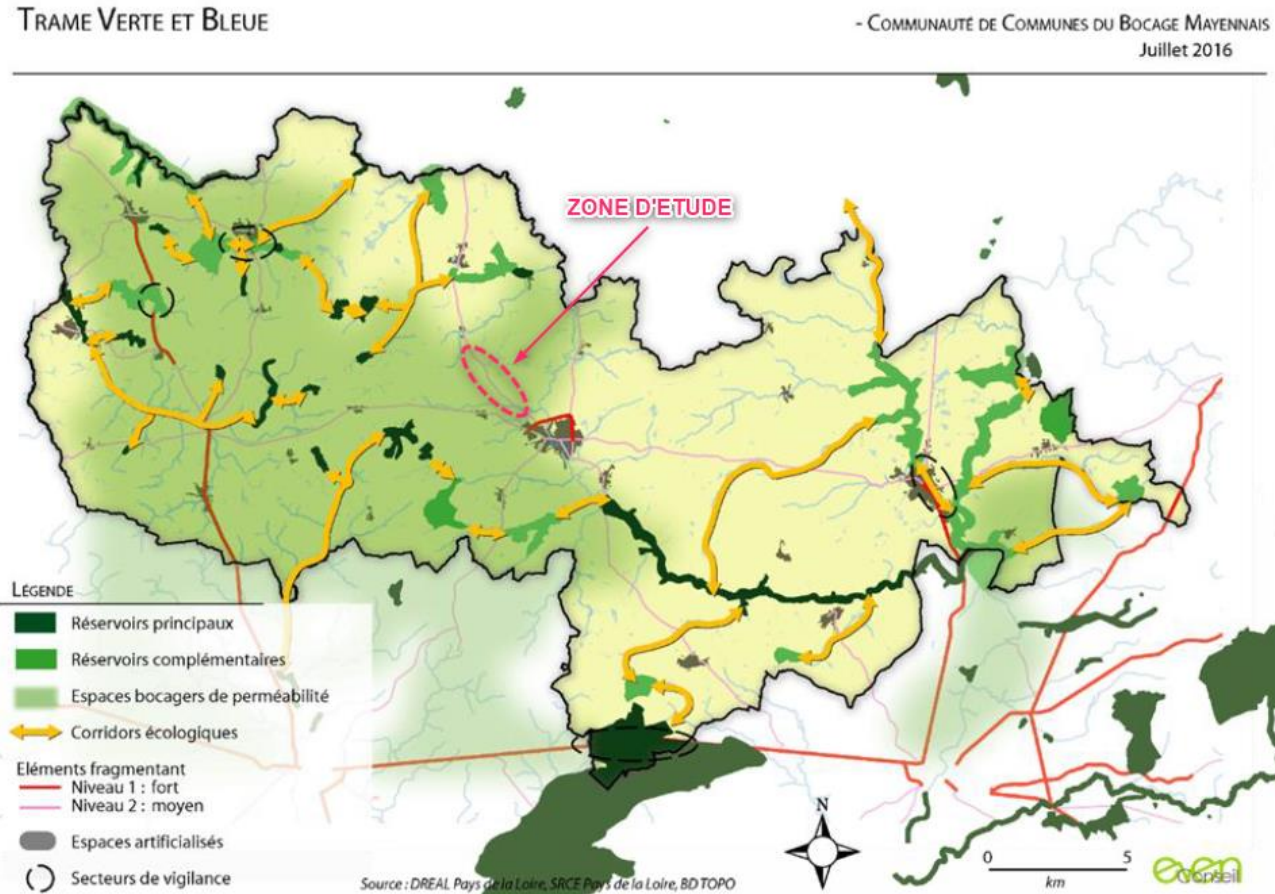 TRAME VERTE ET BLEUE
- COMMUNAUTÉ DE COMMUNES DU BOCAGE MAYENNAIS
Juillet 2016
ZONE D'ETUDE
LÉGENDE
Réservoirs principaux
Réservoirs complémentaires
Espaces bocagers de perméabilité
Corridors écologiques
Eléments fragmentant
Niveau 1 : fort
Niveau 2 : moyen
Espaces artificialisés
Secteurs de vigilance
Source : DREAL Pays de la Loire, SRCE Pays de la Loire, BD TOPO
N
0 5
km
even
Conseil